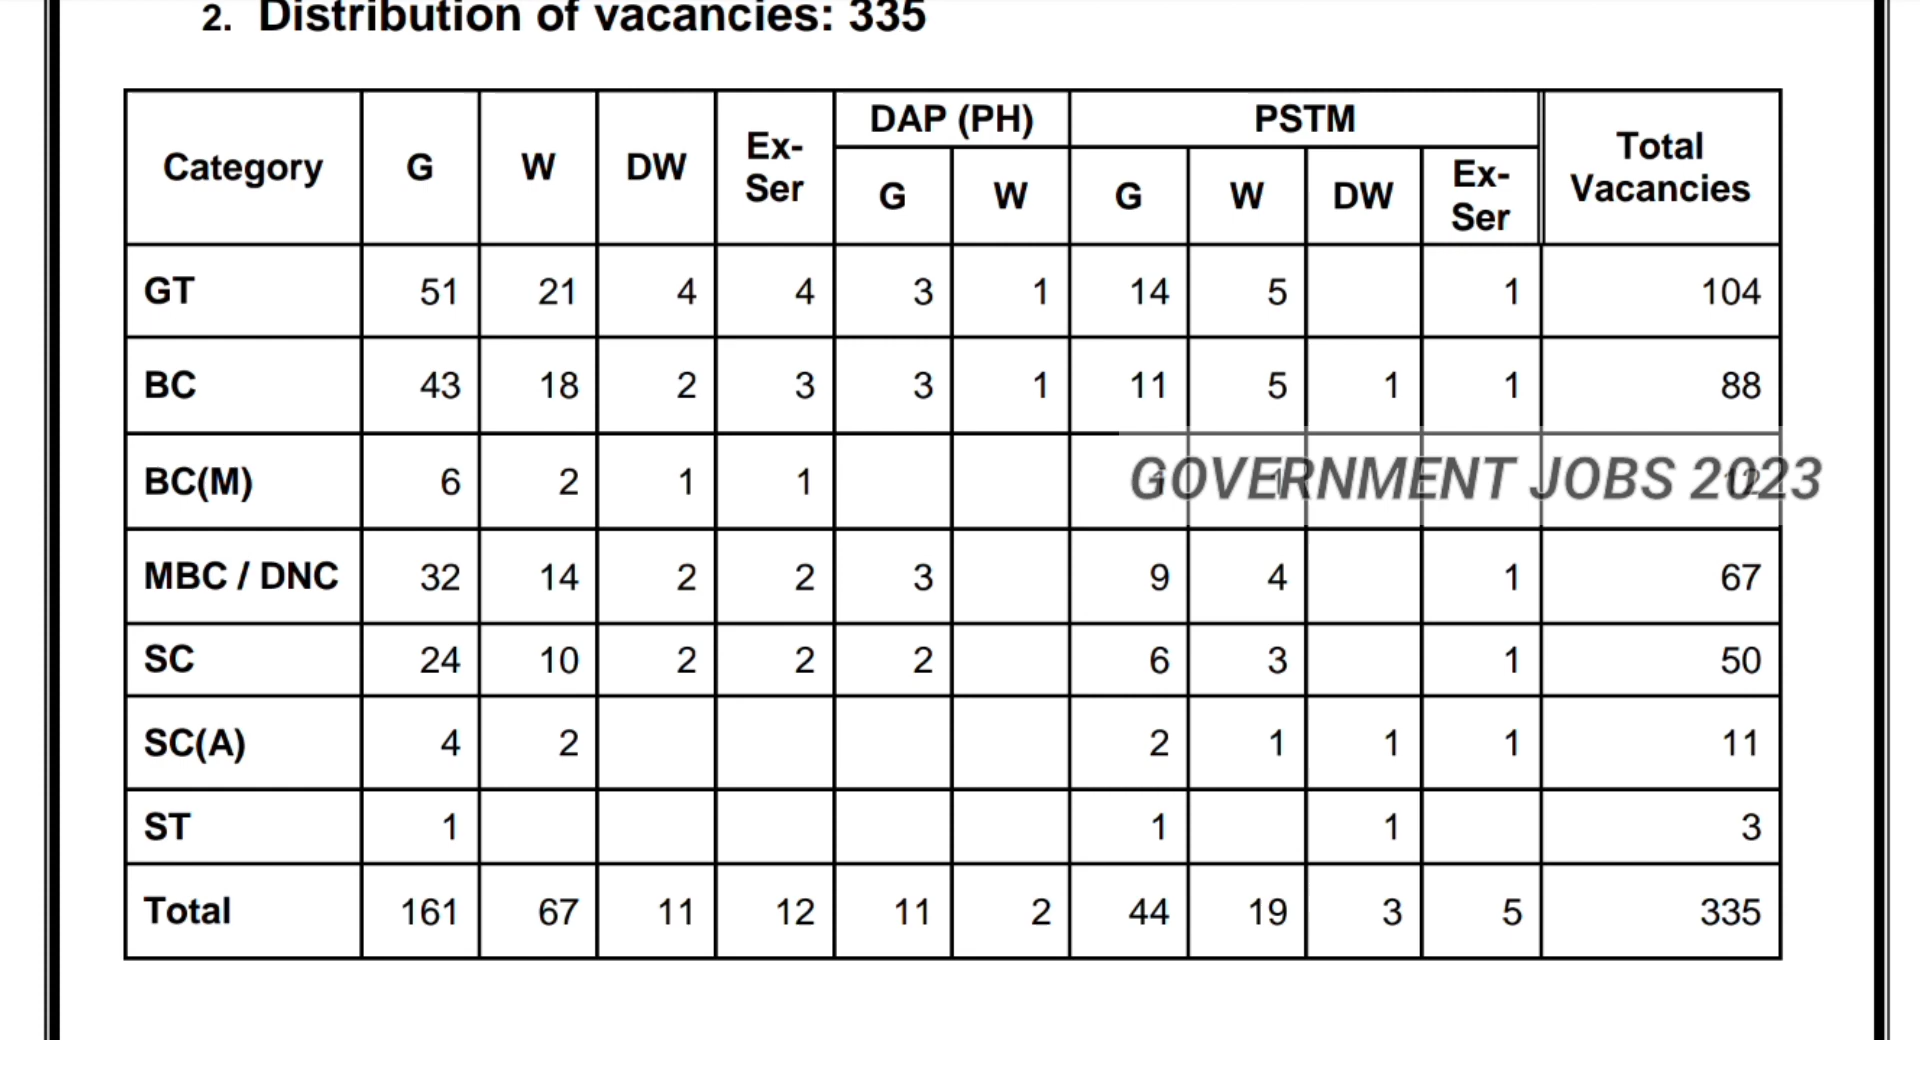 2. Distribution of vacancies: 335
Category G W DW Ex-Ser DAP (PH) G W PSTM G W DW Ex-Ser Total Vacancies
GT 51 21 4 4 3 1 14 5 1 104
BC 43 18 2 3 3 1 11 5 1 1 88
BC(M) 6 2 1 1 1 1 12
GOVERNMENT JOBS 2023
MBC / DNC 32 14 2 2 3 9 4 1 67
SC 24 10 2 2 2 6 3 1 50
SC(A) 4 2 2 1 1 1 11
ST 1 1 1 3
Total 161 67 11 12 11 2 44 19 3 5 335